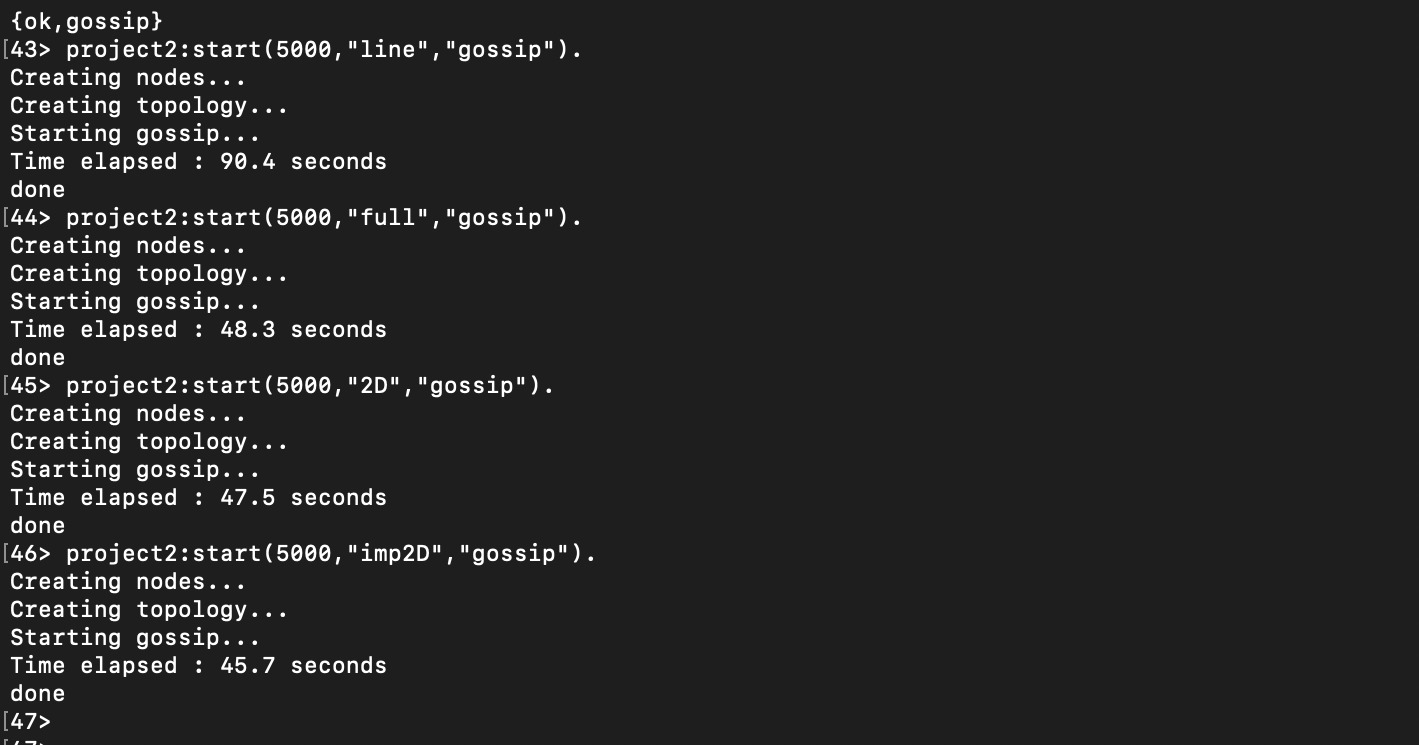 {ok,gossip}
[43> project2:start(5000,"line","gossip").
Creating nodes...
Creating topology...
Starting gossip...
Time elapsed : 90.4 seconds
done
[44> project2:start(5000,"full","gossip").
Creating nodes...
Creating topology...
Starting gossip...
Time elapsed : 48.3 seconds
done
[45> project2:start(5000,"2D","gossip").
Creating nodes...
Creating topology...
Starting gossip...
Time elapsed : 47.5 seconds
done
[46> project2:start(5000,"imp2D","gossip").
Creating nodes...
Creating topology...
Starting gossip...
Time elapsed : 45.7 seconds
done
[47>